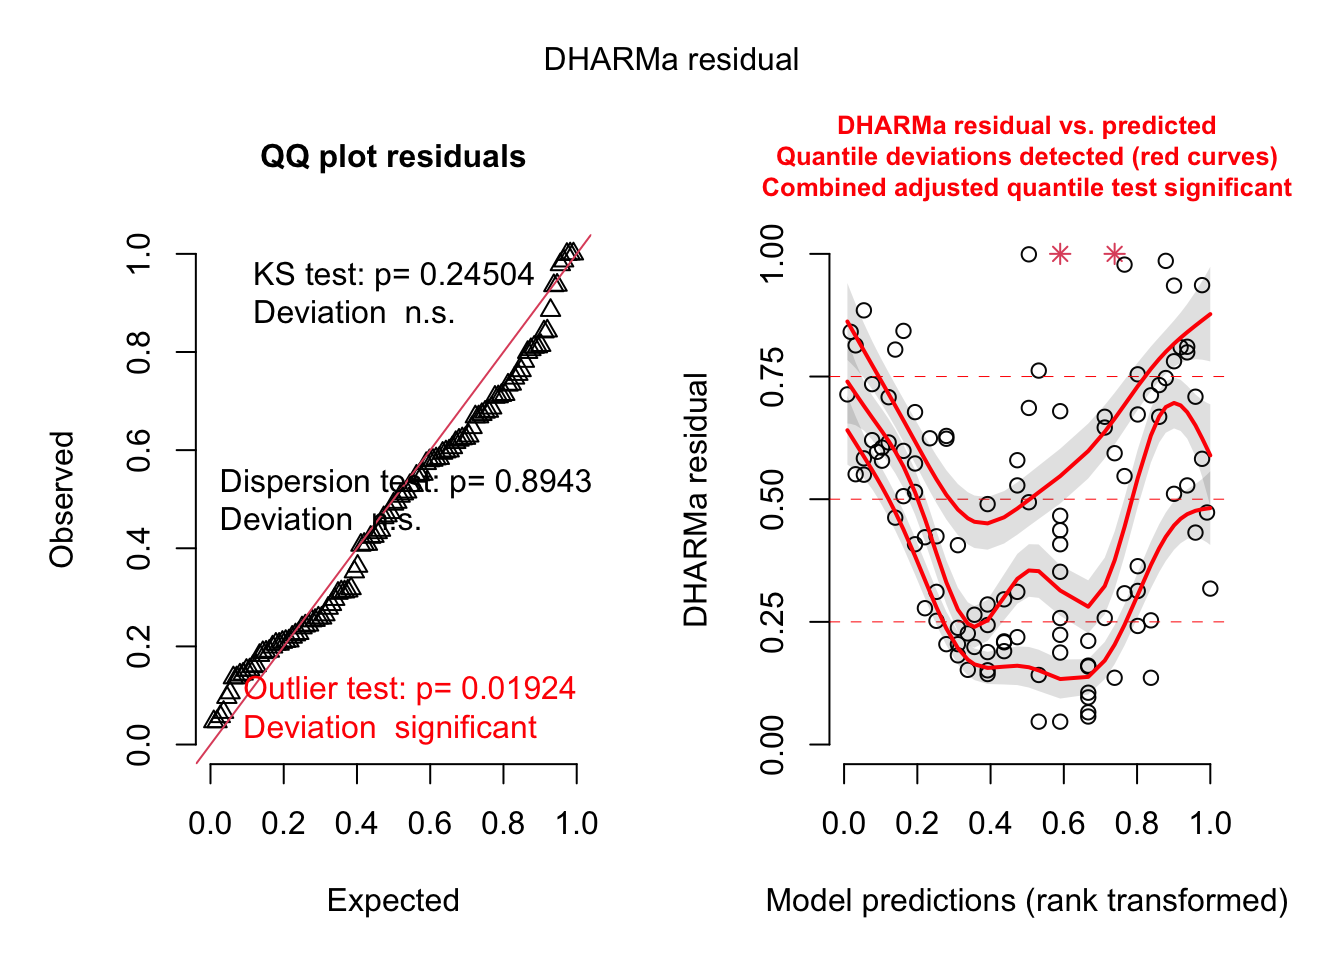 DHARMa residual
QQ plot residuals
KS test: p= 0.24504
Deviation  n.s.
Dispersion test: p= 0.8943
Deviation  n.s.
Outlier test: p= 0.01924
Deviation  significant
Observed
0.0 0.2 0.4 0.6 0.8 1.0
0.0 0.2 0.4 0.6 0.8 1.0
Expected
DHARMa residual vs. predicted
Quantile deviations detected (red curves)
Combined adjusted quantile test significant
DHARMa residual
0.00 0.25 0.50 0.75 1.00
0.0 0.2 0.4 0.6 0.8 1.0
Model predictions (rank transformed)